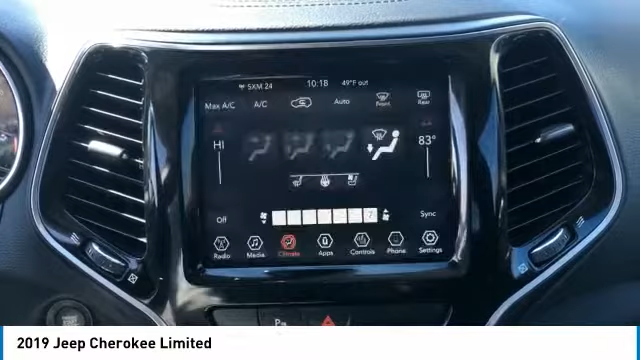 SXM 24 10:18 49°F out
Max A/C A/C Auto Front Rear
HI 83°
7
Off Sync
Radio Media Climate Apps Controls Phone Settings
2019 Jeep Cherokee Limited